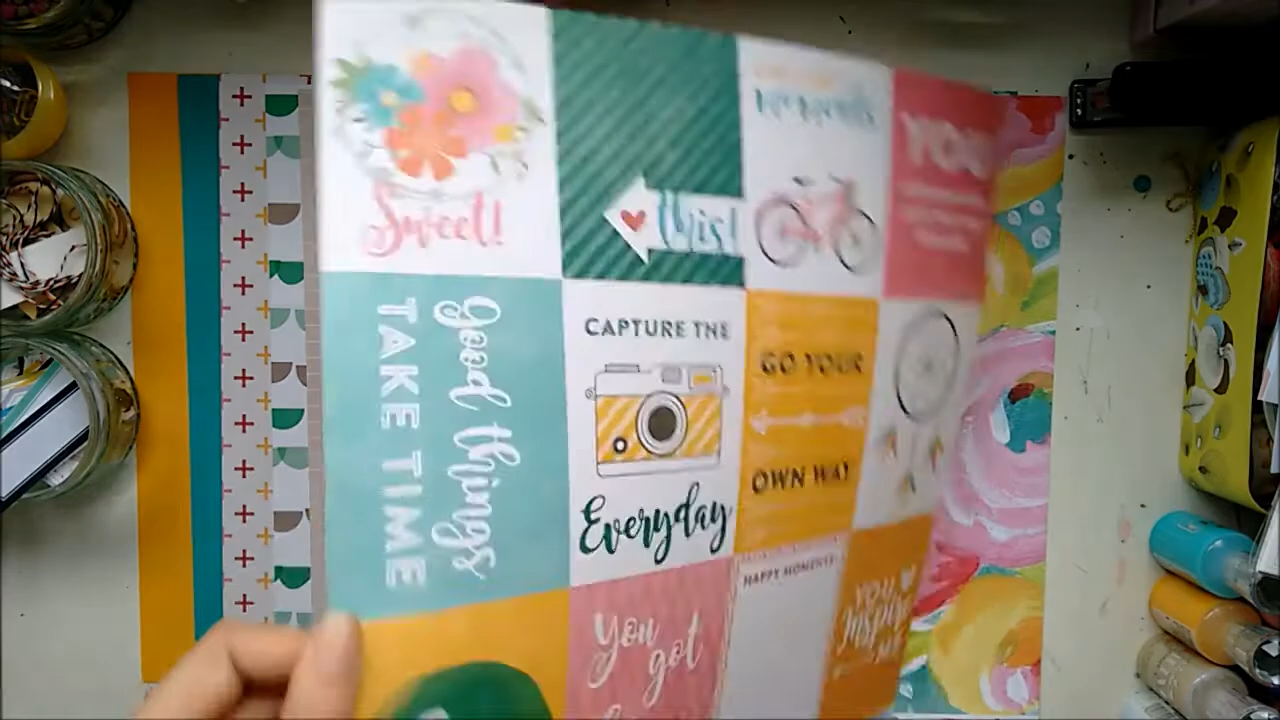 Sweet!
this!
YOU
good things
TAKE TIME
CAPTURE THE
Everyday
GO YOUR
OWN WAY
You
got
HAPPY MOMENTS
YOU
Inspire
ME